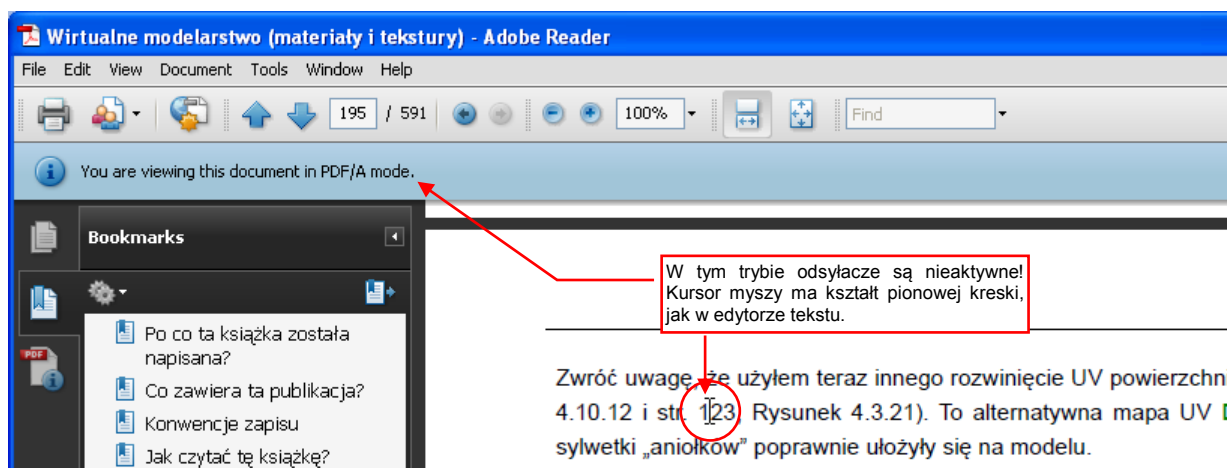 Wirtualne modelarstwo (materiały i tekstury) - Adobe Reader
File Edit View Document Tools Window Help
195 / 591 100% Find
You are viewing this document in PDF/A mode.
Bookmarks
W tym trybie odsyłacze są nieaktywne!
Kursor myszy ma kształt pionowej kreski,
jak w edytorze tekstu.
PDF
Po co ta książka została
napisana?
Co zawiera ta publikacja?
Konwencje zapisu
Jak czytać tę książkę?
Zwróć uwagę, że użyłem teraz innego rozwinięcie UV powierzchni
4.10.12 i str. 123, Rysunek 4.3.21). To alternatywna mapa UV
sylwetki „aniołków” poprawnie ułożyły się na modelu.